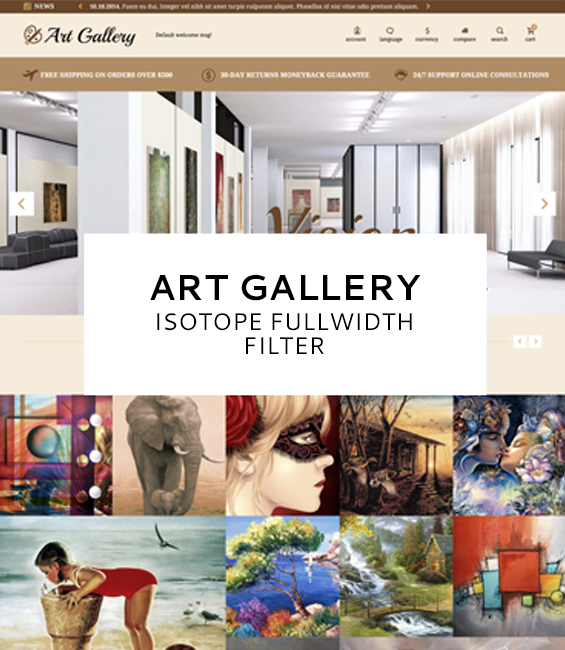 NEWS
10.10.2014. Fusce eu dui. Integer vel nibh sit amet turpis vulputate aliquet. Phasellus id nisi vitae odio pretium aliquam.
Art Gallery
Default welcome msg!
account
language
currency
compare
search
cart
FREE SHIPPING ON ORDERS OVER $200
30-DAY RETURNS MONEYBACK GUARANTEE
24/7 SUPPORT ONLINE CONSULTATIONS
Vision
ART GALLERY
ISOTOPE FULLWIDTH
FILTER